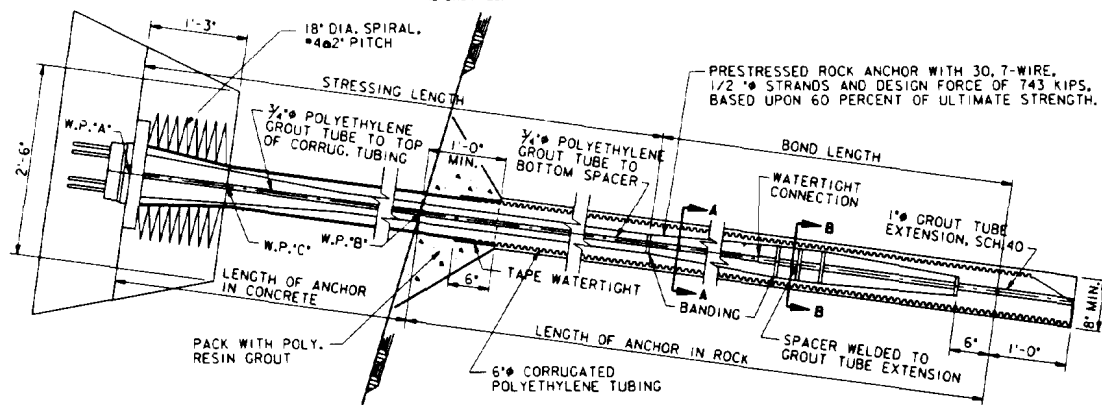 1'-3"
18" DIA. SPIRAL,
#4@2" PITCH
STRESSING LENGTH
PRESTRESSED ROCK ANCHOR WITH 30, 7-WIRE,
1/2 "ϕ STRANDS AND DESIGN FORCE OF 743 KIPS,
BASED UPON 60 PERCENT OF ULTIMATE STRENGTH.
2'-6"
W.P."A"
3/4"ϕ POLYETHYLENE
GROUT TUBE TO TOP
OF CORRUG. TUBING
1'-0"
MIN.
3/4"ϕ POLYETHYLENE
GROUT TUBE TO
BOTTOM SPACER
BOND LENGTH
WATERTIGHT
CONNECTION
1"ϕ GROUT TUBE
EXTENSION, SCH.40
A
B
W.P."C"
W.P."B"
LENGTH OF ANCHOR
IN CONCRETE
6"
TAPE WATERTIGHT
A
BANDING
B
8" MIN.
PACK WITH POLY.
RESIN GROUT
LENGTH OF ANCHOR IN ROCK
6"ϕ CORRUGATED
POLYETHYLENE TUBING
SPACER WELDED TO
GROUT TUBE EXTENSION
6"
1'-0"